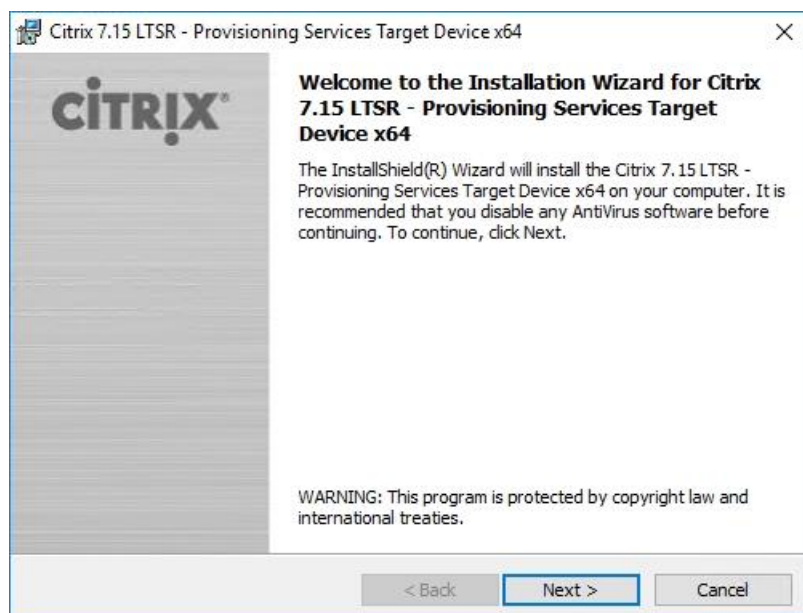 Citrix 7.15 LTSR - Provisioning Services Target Device x64
CİTRIX®
Welcome to the Installation Wizard for Citrix
7.15 LTSR - Provisioning Services Target
Device x64
The InstallShield(R) Wizard will install the Citrix 7.15 LTSR -
Provisioning Services Target Device x64 on your computer. It is
recommended that you disable any AntiVirus software before
continuing. To continue, click Next.
WARNING: This program is protected by copyright law and
international treaties.
< Back Next > Cancel